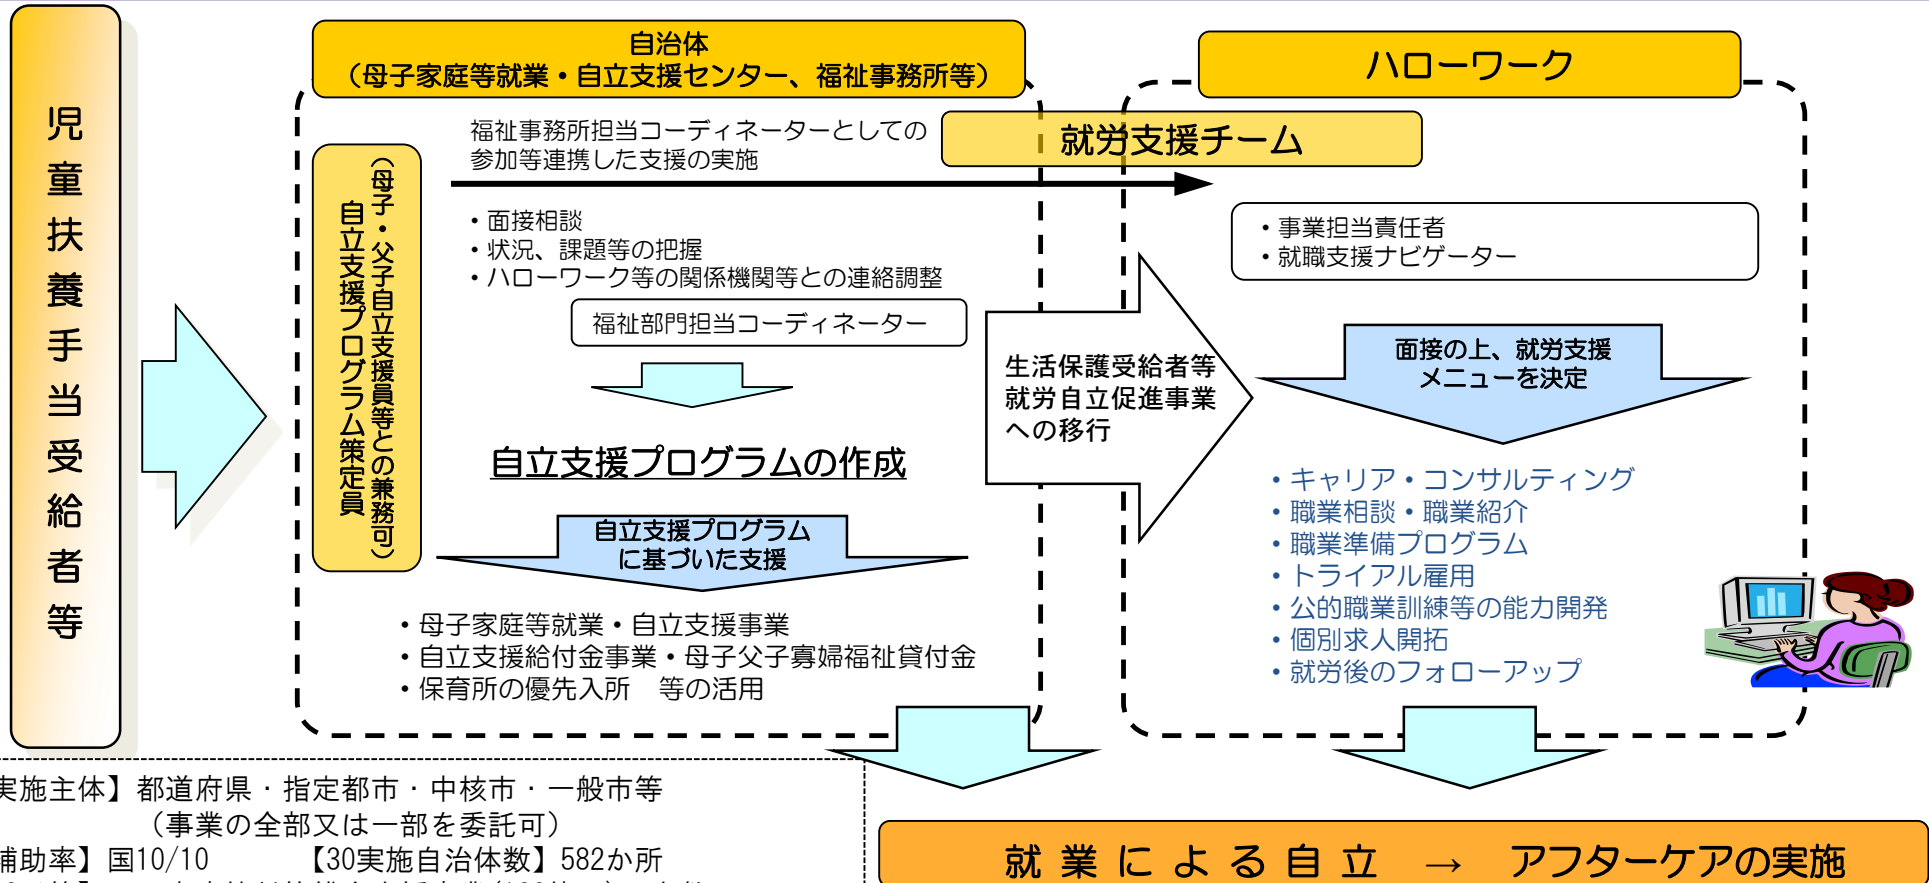 児童扶養手当受給者等
自治体
（母子家庭等就業・自立支援センター、福祉事務所等）
ハローワーク
就労支援チーム
福祉事務所担当コーディネーターとしての
参加等連携した支援の実施
自立支援プログラム策定員
（母子・父子自立支援員等との兼務可）
・面接相談
・状況、課題等の把握
・ハローワーク等の関係機関等との連絡調整
福祉部門担当コーディネーター
自立支援プログラムの作成
自立支援プログラム
に基づいた支援
・母子家庭等就業・自立支援事業
・自立支援給付金事業・母子父子寡婦福祉貸付金
・保育所の優先入所　等の活用
生活保護受給者等
就労自立促進事業
への移行
・事業担当責任者
・就職支援ナビゲーター
面接の上、就労支援
メニューを決定
・キャリア・コンサルティング
・職業相談・職業紹介
・職業準備プログラム
・トライアル雇用
・公的職業訓練等の能力開発
・個別求人開拓
・就労後のフォローアップ
実施主体】都道府県・指定都市・中核市・一般市等
（事業の全部又は一部を委託可）
補助率】国10/10　【30実施自治体数】582か所
就業による自立　→　アフターケアの実施